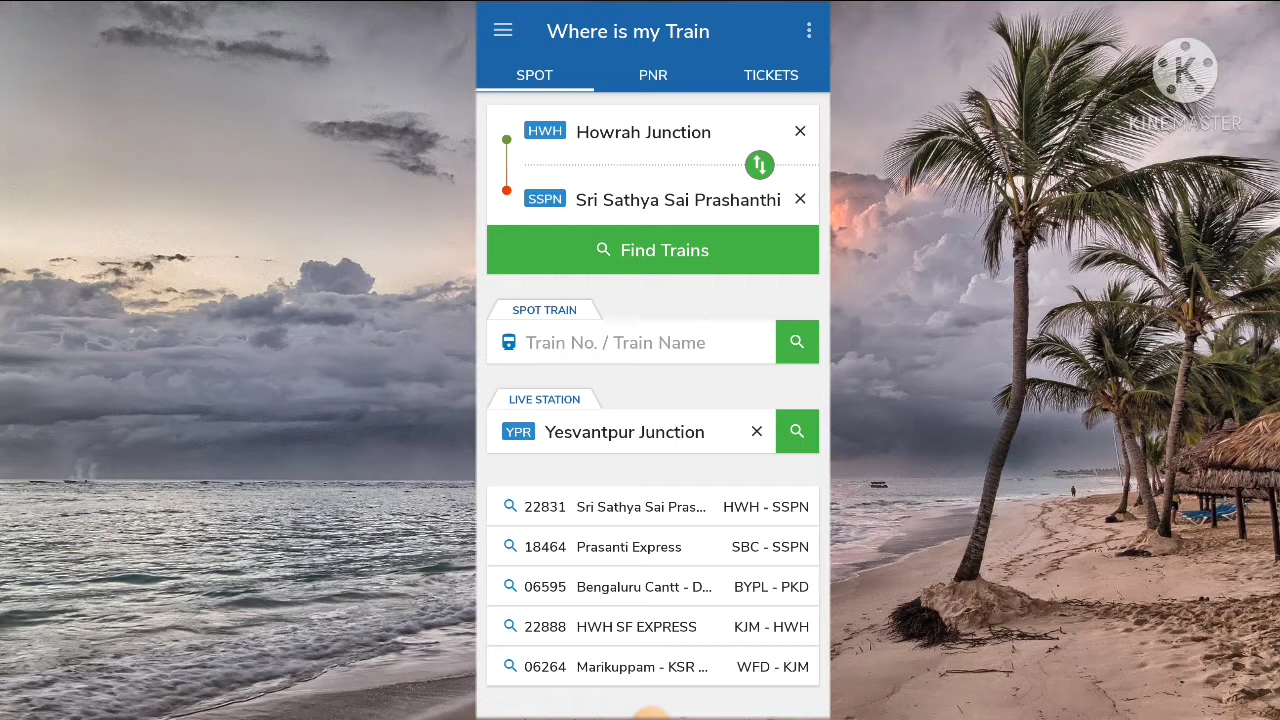 Where is my Train
SPOT PNR TICKETS
HWH Howrah Junction
SSPN Sri Sathya Sai Prashanthi
Find Trains
SPOT TRAIN
Train No. / Train Name
LIVE STATION
YPR Yesvantpur Junction
22831 Sri Sathya Sai Pras... HWH - SSPN
18464 Prasanti Express SBC - SSPN
06595 Bengaluru Cantt - D... BYPL - PKD
22888 HWH SF EXPRESS KJM - HWH
06264 Marikuppam - KSR ... WFD - KJM
K
KINEMASTER